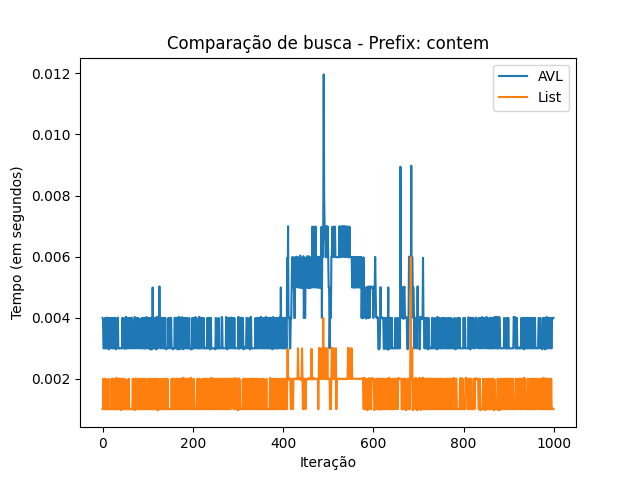 Comparação de busca - Prefix: contem
AVL
List
Tempo (em segundos)
0.012
0.010
0.008
0.006
0.004
0.002
0
200
400
600
800
1000
Iteração